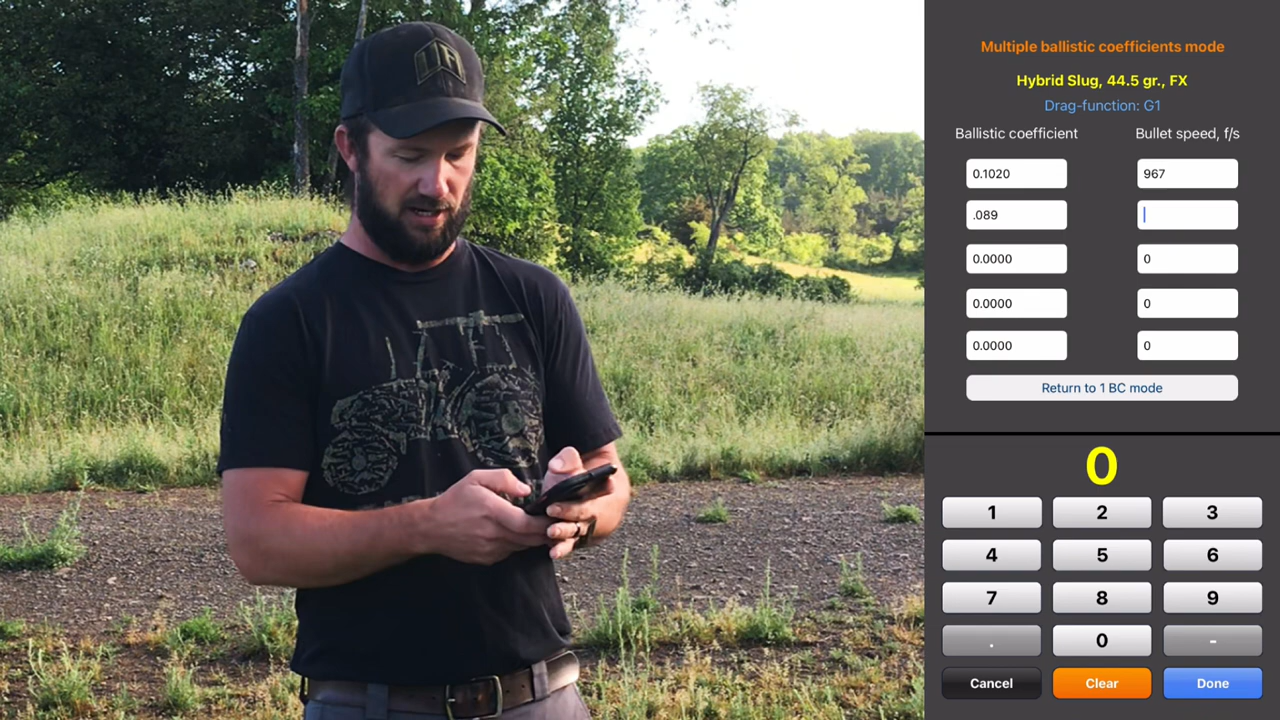 Multiple ballistic coefficients mode
Hybrid Slug, 44.5 gr., FX
Drag-function: G1
Ballistic coefficient Bullet speed, f/s
0.1020 967
.089
0.0000 0
0.0000 0
0.0000 0
Return to 1 BC mode
0
1 2 3
4 5 6
7 8 9
. 0 -
Cancel Clear Done